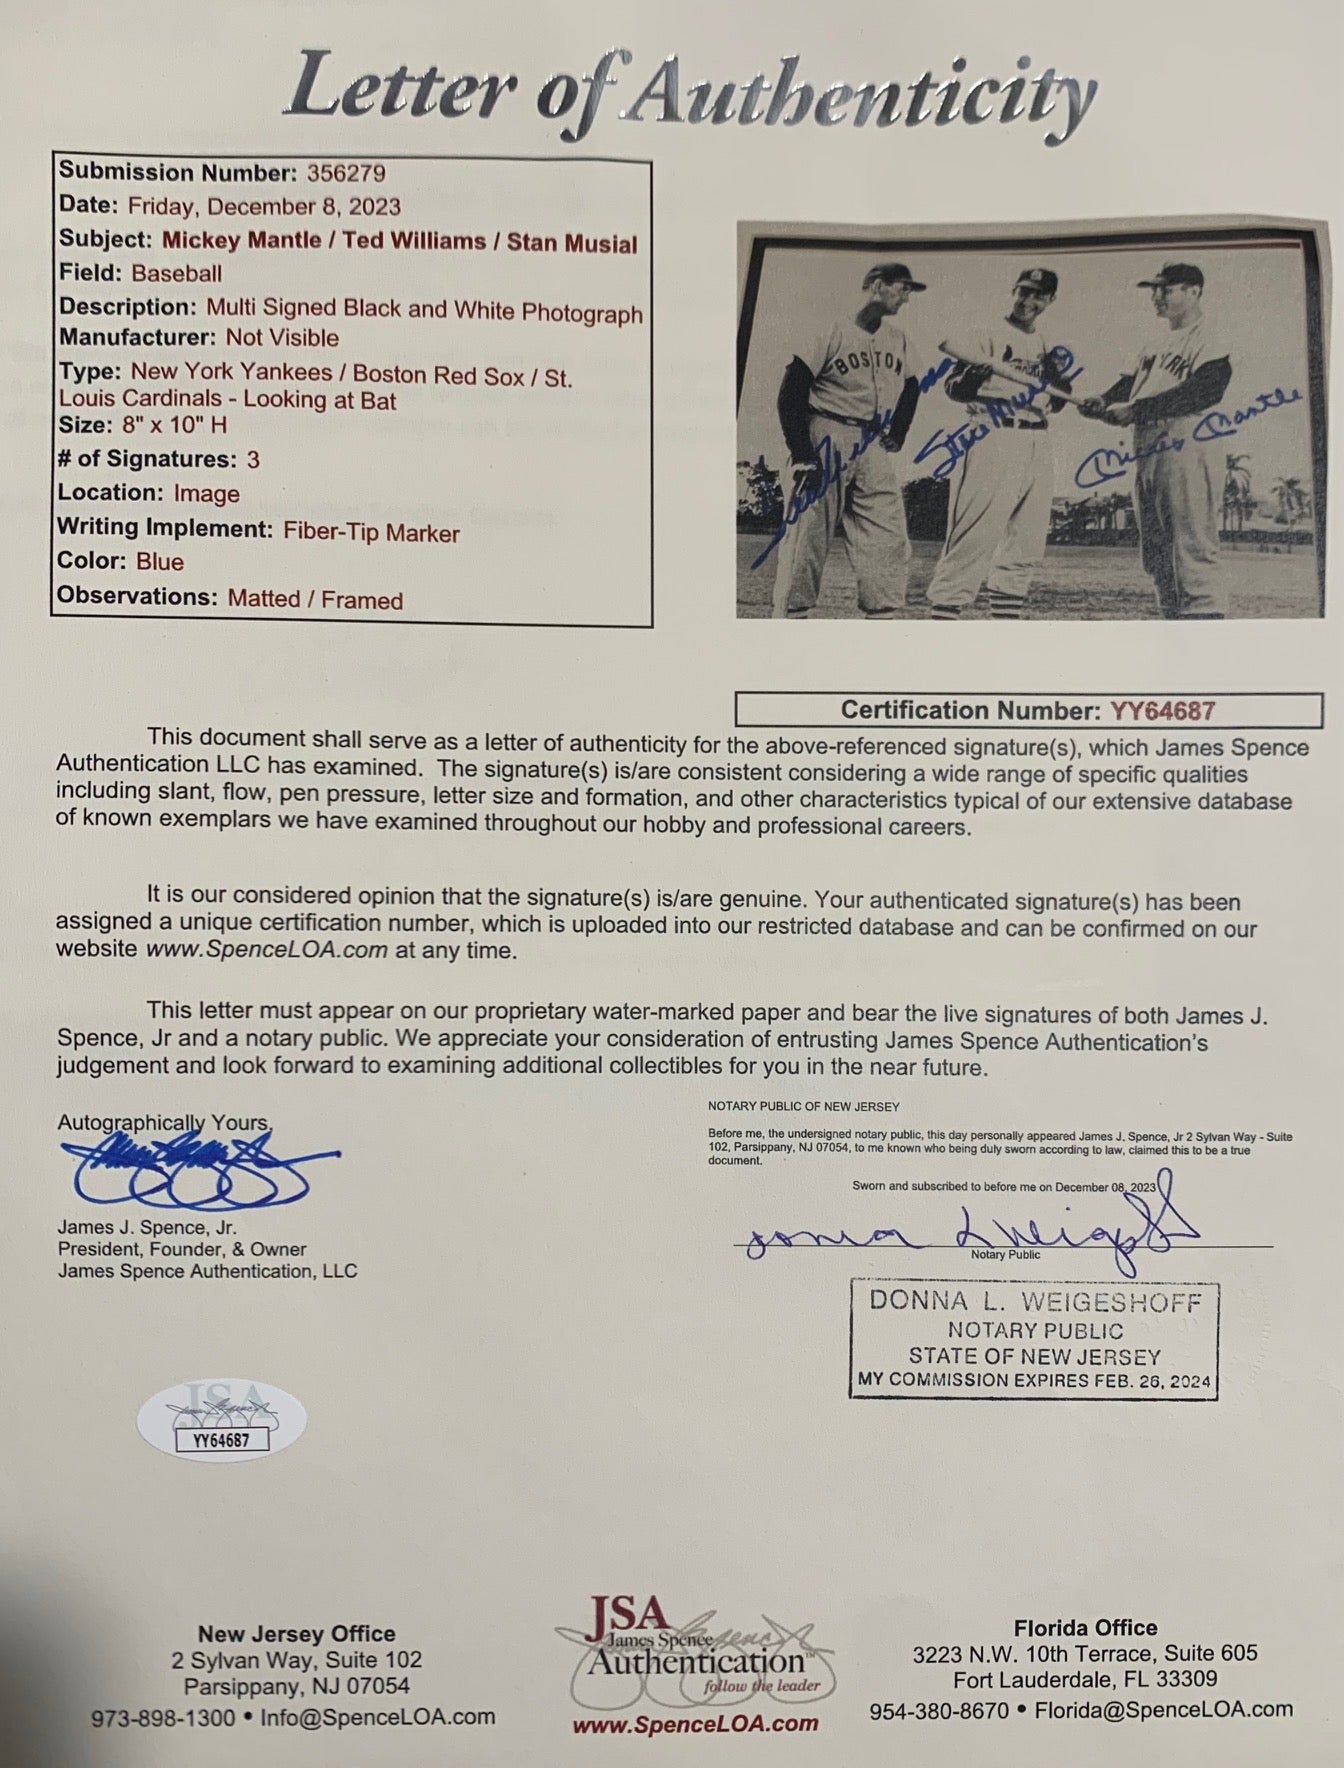 Letter of Authenticity
Submission Number: 356279
Date: Friday, December 8, 2023
Subject: Mickey Mantle / Ted Williams / Stan Musial
Field: Baseball
Description: Multi Signed Black and White Photograph
Manufacturer: Not Visible
Type: New York Yankees / Boston Red Sox / St.
Louis Cardinals - Looking at Bat
Size: 8" x 10" H
# of Signatures: 3
Location: Image
Writing Implement: Fiber-Tip Marker
Color: Blue
Observations: Matted / Framed
BOSTON
Stan Musial
Mickey Mantle
Certification Number: YY64687
This document shall serve as a letter of authenticity for the above-referenced signature(s), which James Spence
Authentication LLC has examined. The signature(s) is/are consistent considering a wide range of specific qualities
including slant, flow, pen pressure, letter size and formation, and other characteristics typical of our extensive database
of known exemplars we have examined throughout our hobby and professional careers.
It is our considered opinion that the signature(s) is/are genuine. Your authenticated signature(s) has been
assigned a unique certification number, which is uploaded into our restricted database and can be confirmed on our
website www.SpenceLOA.com at any time.
This letter must appear on our proprietary water-marked paper and bear the live signatures of both James J.
Spence, Jr and a notary public. We appreciate your consideration of entrusting James Spence Authentication's
judgement and look forward to examining additional collectibles for you in the near future.
Autographically Yours,
James J. Spence, Jr.
President, Founder, & Owner
James Spence Authentication, LLC
NOTARY PUBLIC OF NEW JERSEY
Before me, the undersigned notary public, this day personally appeared James J. Spence, Jr 2 Sylvan Way - Suite
102, Parsippany, NJ 07054, to me known who being duly sworn according to law, claimed this to be a true
document.
Sworn and subscribed to before me on December 08, 2023
Notary Public
DONNA L. WEIGESHOFF
NOTARY PUBLIC
STATE OF NEW JERSEY
MY COMMISSION EXPIRES FEB. 26, 2024
JSA
YY64687
New Jersey Office
2 Sylvan Way, Suite 102
Parsippany, NJ 07054
973-898-1300 • Info@SpenceLOA.com
JSA
James Spence
Authentication
follow the leader
www.SpenceLOA.com
Florida Office
3223 N.W. 10th Terrace, Suite 605
Fort Lauderdale, FL 33309
954-380-8670 • Florida@SpenceLOA.com